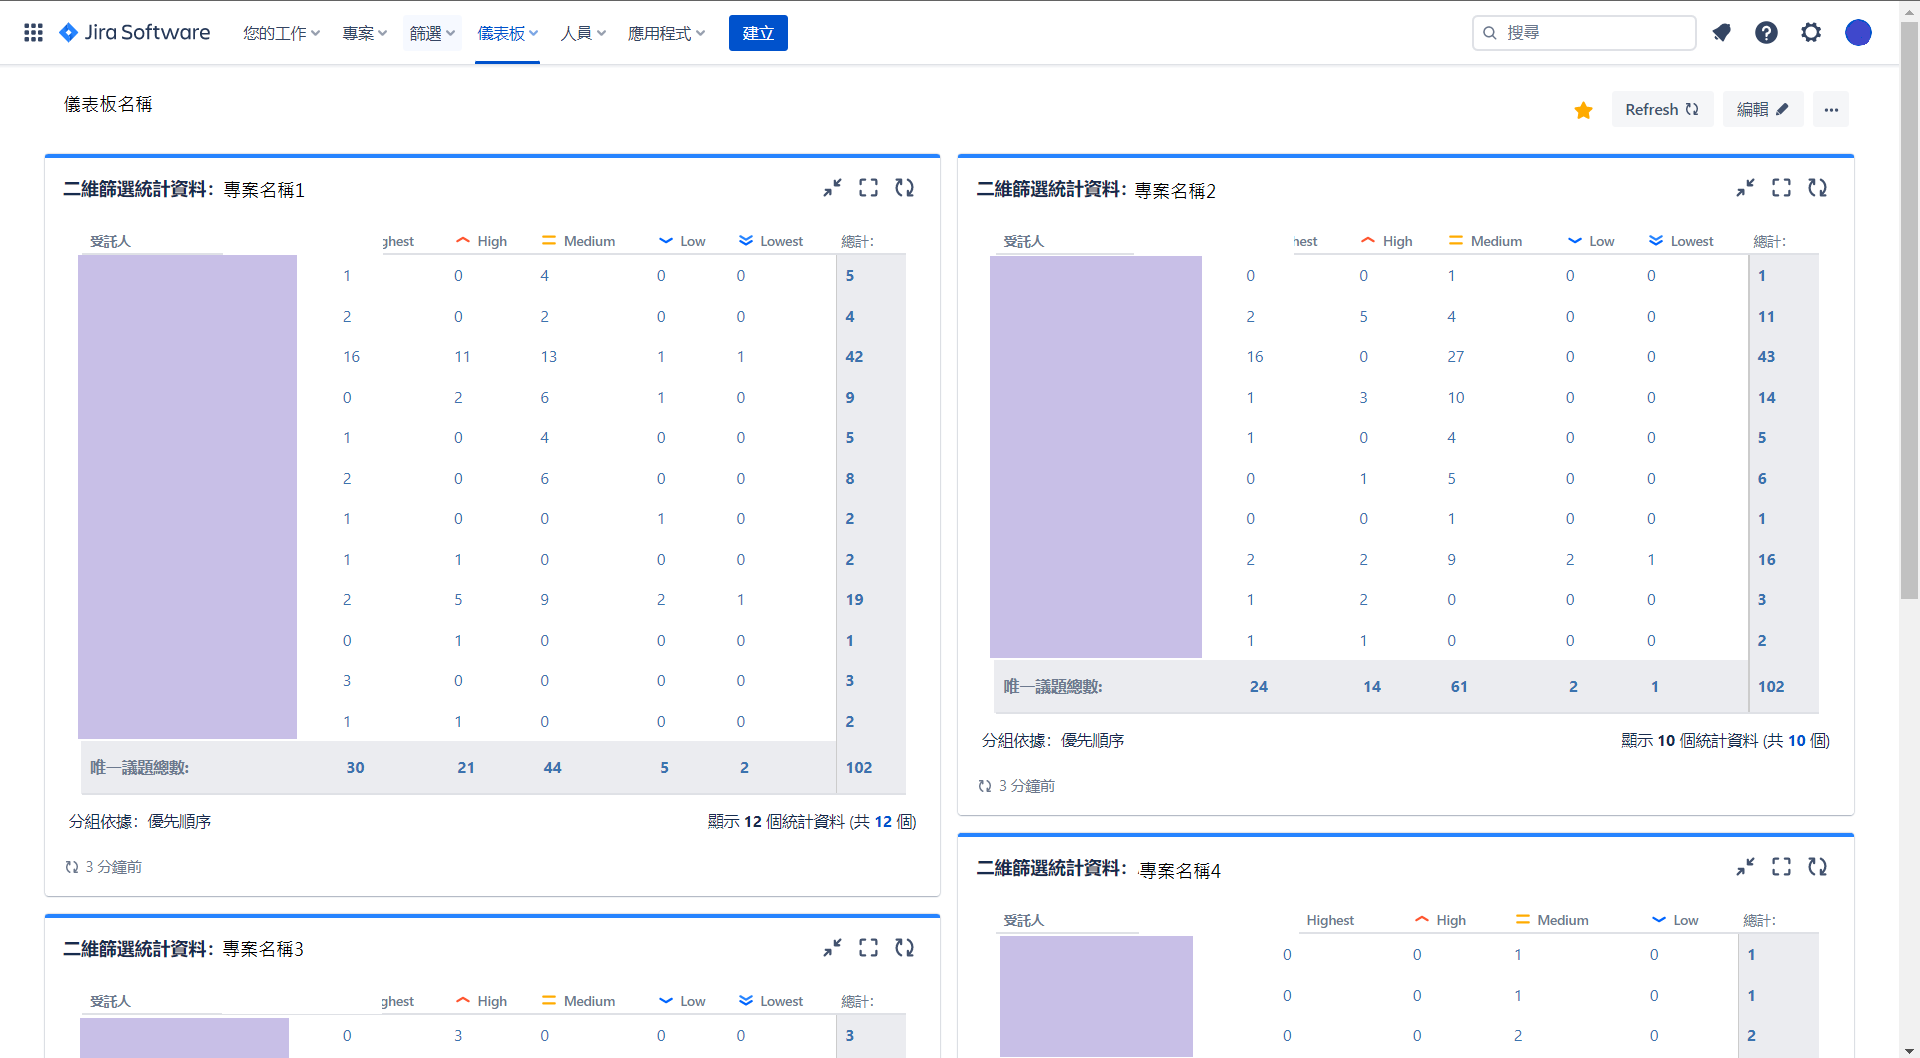 Jira Software 您的工作 專案 篩選 儀表板 人員 應用程式 建立 搜尋
儀表板名稱
Refresh 編輯
二維篩選統計資料：專案名稱1
受託人 ghest High Medium Low Lowest 總計:
1 0 4 0 0 5
2 0 2 0 0 4
16 11 13 1 1 42
0 2 6 1 0 9
1 0 4 0 0 5
2 0 6 0 0 8
1 0 0 1 0 2
1 1 0 0 0 2
2 5 9 2 1 19
0 1 0 0 0 1
3 0 0 0 0 3
1 1 0 0 0 2
唯一議題總數: 30 21 44 5 2 102
分組依據：優先順序 顯示 12 個統計資料 (共 12 個)
3 分鐘前
二維篩選統計資料：專案名稱2
受託人 hest High Medium Low Lowest 總計:
0 0 1 0 0 1
2 5 4 0 0 11
16 0 27 0 0 43
1 3 10 0 0 14
1 0 4 0 0 5
0 1 5 0 0 6
0 0 1 0 0 1
2 2 9 2 1 16
1 2 0 0 0 3
1 1 0 0 0 2
唯一議題總數: 24 14 61 2 1 102
分組依據：優先順序 顯示 10 個統計資料 (共 10 個)
3 分鐘前
二維篩選統計資料：專案名稱3
受託人 ghest High Medium Low Lowest 總計:
0 3 0 0 0 3
二維篩選統計資料：專案名稱4
受託人 Highest High Medium Low 總計:
0 0 1 0 1
0 0 1 0 1
0 0 2 0 2